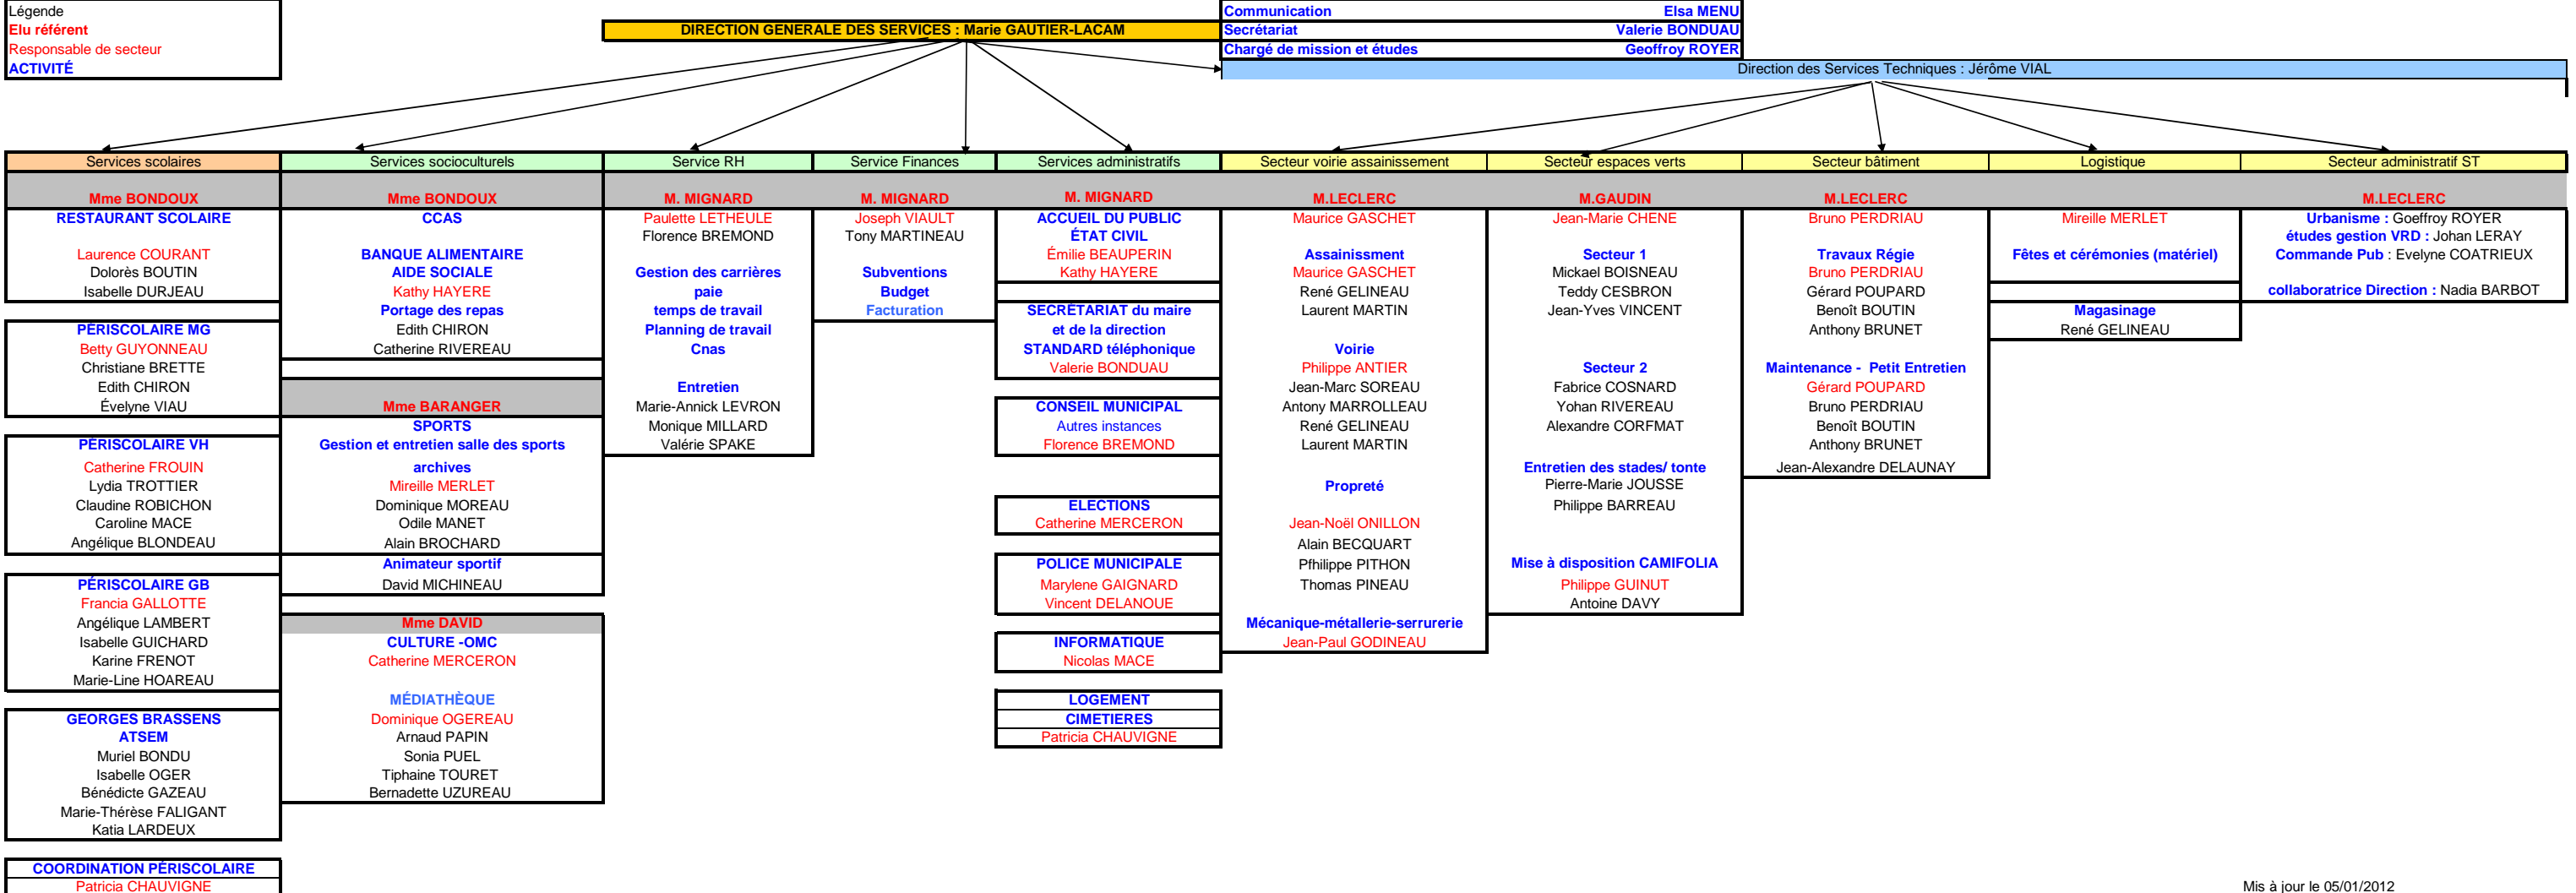 Légende
Elu référent
Responsable de secteur
ACTIVITÉ
DIRECTION GENERALE DES SERVICES : Marie GAUTIER-LACAM
Communication Elsa MENU
Secrétariat Valerie BONDUAU
Chargé de mission et études Geoffroy ROYER
Direction des Services Techniques : Jérôme VIAL
Services scolaires
Mme BONDOUX
RESTAURANT SCOLAIRE
Laurence COURANT
Dolorès BOUTIN
Isabelle DURJEAU
PÉRISCOLAIRE MG
Betty GUYONNEAU
Christiane BRETTE
Edith CHIRON
Évelyne VIAU
PÉRISCOLAIRE VH
Catherine FROUIN
Lydia TROTTIER
Claudine ROBICHON
Caroline MACE
Angélique BLONDEAU
PÉRISCOLAIRE GB
Francia GALLOTTE
Angélique LAMBERT
Isabelle GUICHARD
Karine FRENOT
Marie-Line HOAREAU
GEORGES BRASSENS
ATSEM
Muriel BONDU
Isabelle OGER
Bénédicte GAZEAU
Marie-Thérèse FALIGANT
Katia LARDEUX
COORDINATION PÉRISCOLAIRE
Patricia CHAUVIGNE
Services socioculturels
Mme BONDOUX
CCAS
BANQUE ALIMENTAIRE
AIDE SOCIALE
Kathy HAYERE
Portage des repas
Edith CHIRON
Catherine RIVEREAU
Mme BARANGER
SPORTS
Gestion et entretien salle des sports
archives
Mireille MERLET
Dominique MOREAU
Odile MANET
Alain BROCHARD
Animateur sportif
David MICHINEAU
Mme DAVID
CULTURE -OMC
Catherine MERCERON
MÉDIATHÈQUE
Dominique OGEREAU
Arnaud PAPIN
Sonia PUEL
Tiphaine TOURET
Bernadette UZUREAU
Service RH
M. MIGNARD
Paulette LETHEULE
Florence BREMOND
Gestion des carrières
paie
temps de travail
Planning de travail
Cnas
Entretien
Marie-Annick LEVRON
Monique MILLARD
Valérie SPAKE
Service Finances
M. MIGNARD
Joseph VIAULT
Tony MARTINEAU
Subventions
Budget
Facturation
Services administratifs
M. MIGNARD
ACCUEIL DU PUBLIC
ÉTAT CIVIL
Émilie BEAUPERIN
Kathy HAYERE
SECRÉTARIAT du maire
et de la direction
STANDARD téléphonique
Valerie BONDUAU
CONSEIL MUNICIPAL
Autres instances
Florence BREMOND
ELECTIONS
Catherine MERCERON
POLICE MUNICIPALE
Marylene GAIGNARD
Vincent DELANOUE
INFORMATIQUE
Nicolas MACE
LOGEMENT
CIMETIERES
Patricia CHAUVIGNE
Secteur voirie assainissement
M.LECLERC
Maurice GASCHET
Assainissment
Maurice GASCHET
René GELINEAU
Laurent MARTIN
Voirie
Philippe ANTIER
Jean-Marc SOREAU
Antony MARROLLEAU
René GELINEAU
Laurent MARTIN
Propreté
Jean-Noël ONILLON
Alain BECQUART
Pfhilippe PITHON
Thomas PINEAU
Mécanique-métallerie-serrurerie
Jean-Paul GODINEAU
Secteur espaces verts
M.GAUDIN
Jean-Marie CHENE
Secteur 1
Mickael BOISNEAU
Teddy CESBRON
Jean-Yves VINCENT
Secteur 2
Fabrice COSNARD
Yohan RIVEREAU
Alexandre CORFMAT
Entretien des stades/ tonte
Pierre-Marie JOUSSE
Philippe BARREAU
Mise à disposition CAMIFOLIA
Philippe GUINUT
Antoine DAVY
Secteur bâtiment
M.LECLERC
Bruno PERDRIAU
Travaux Régie
Bruno PERDRIAU
Gérard POUPARD
Benoît BOUTIN
Anthony BRUNET
Maintenance - Petit Entretien
Gérard POUPARD
Bruno PERDRIAU
Benoît BOUTIN
Anthony BRUNET
Jean-Alexandre DELAUNAY
Logistique
Mireille MERLET
Fêtes et cérémonies (matériel)
Magasinage
René GELINEAU
Secteur administratif ST
M.LECLERC
Urbanisme : Goeffroy ROYER
études gestion VRD : Johan LERAY
Commande Pub : Evelyne COATRIEUX
collaboratrice Direction : Nadia BARBOT
Mis à jour le 05/01/2012